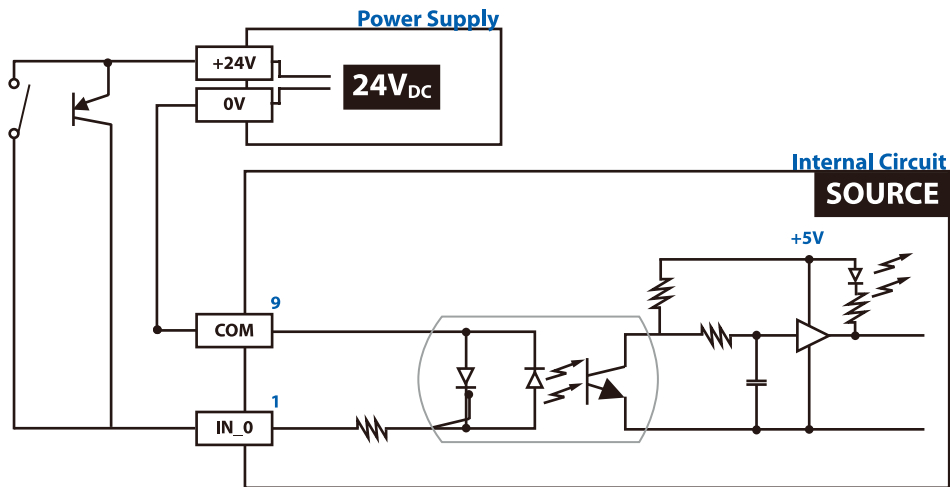 Power Supply
+24V
24VDC
0V
Internal Circuit
SOURCE
+5V
9
COM
1
IN_0